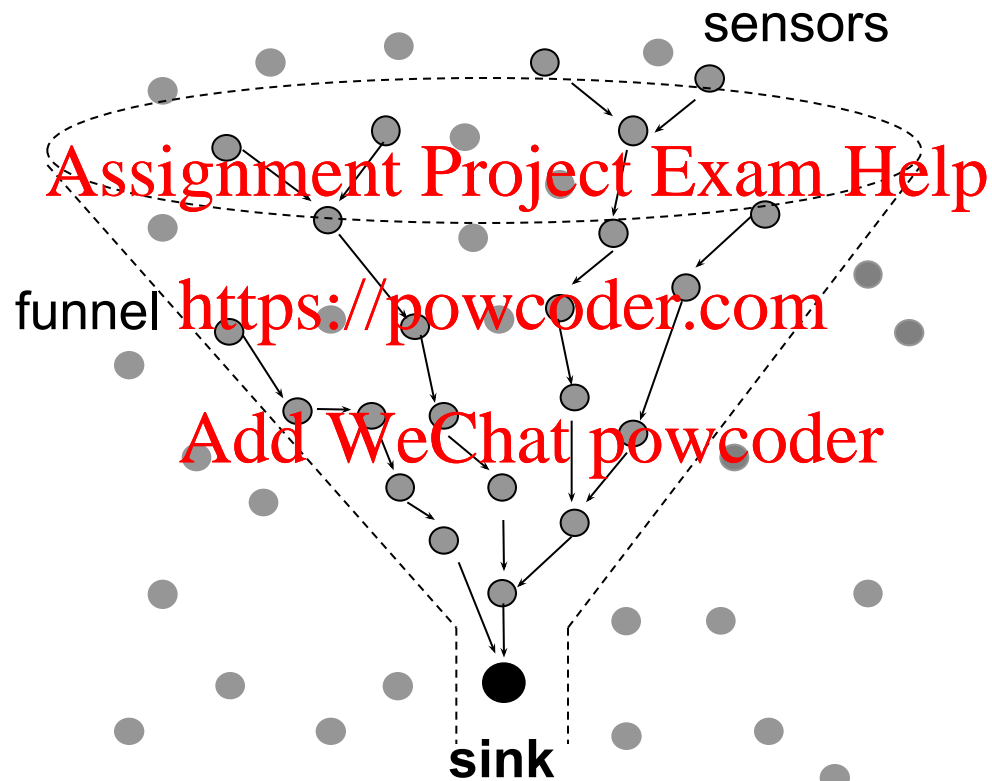 sensors
Assignment Project Exam Help
funnel
https://powcoder.com
Add WeChat powcoder
sink